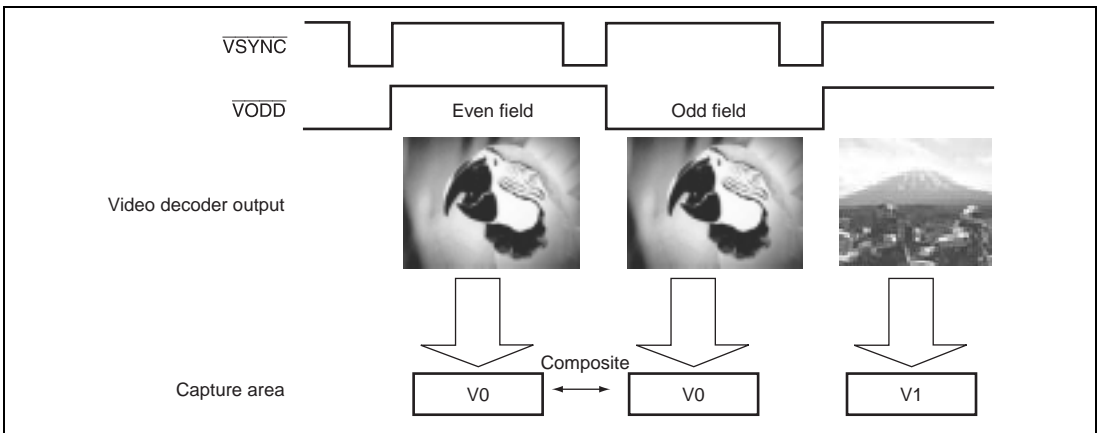 VSYNC
VODD
Even field
Odd field
Video decoder output
Composite
Capture area
V0
V0
V1